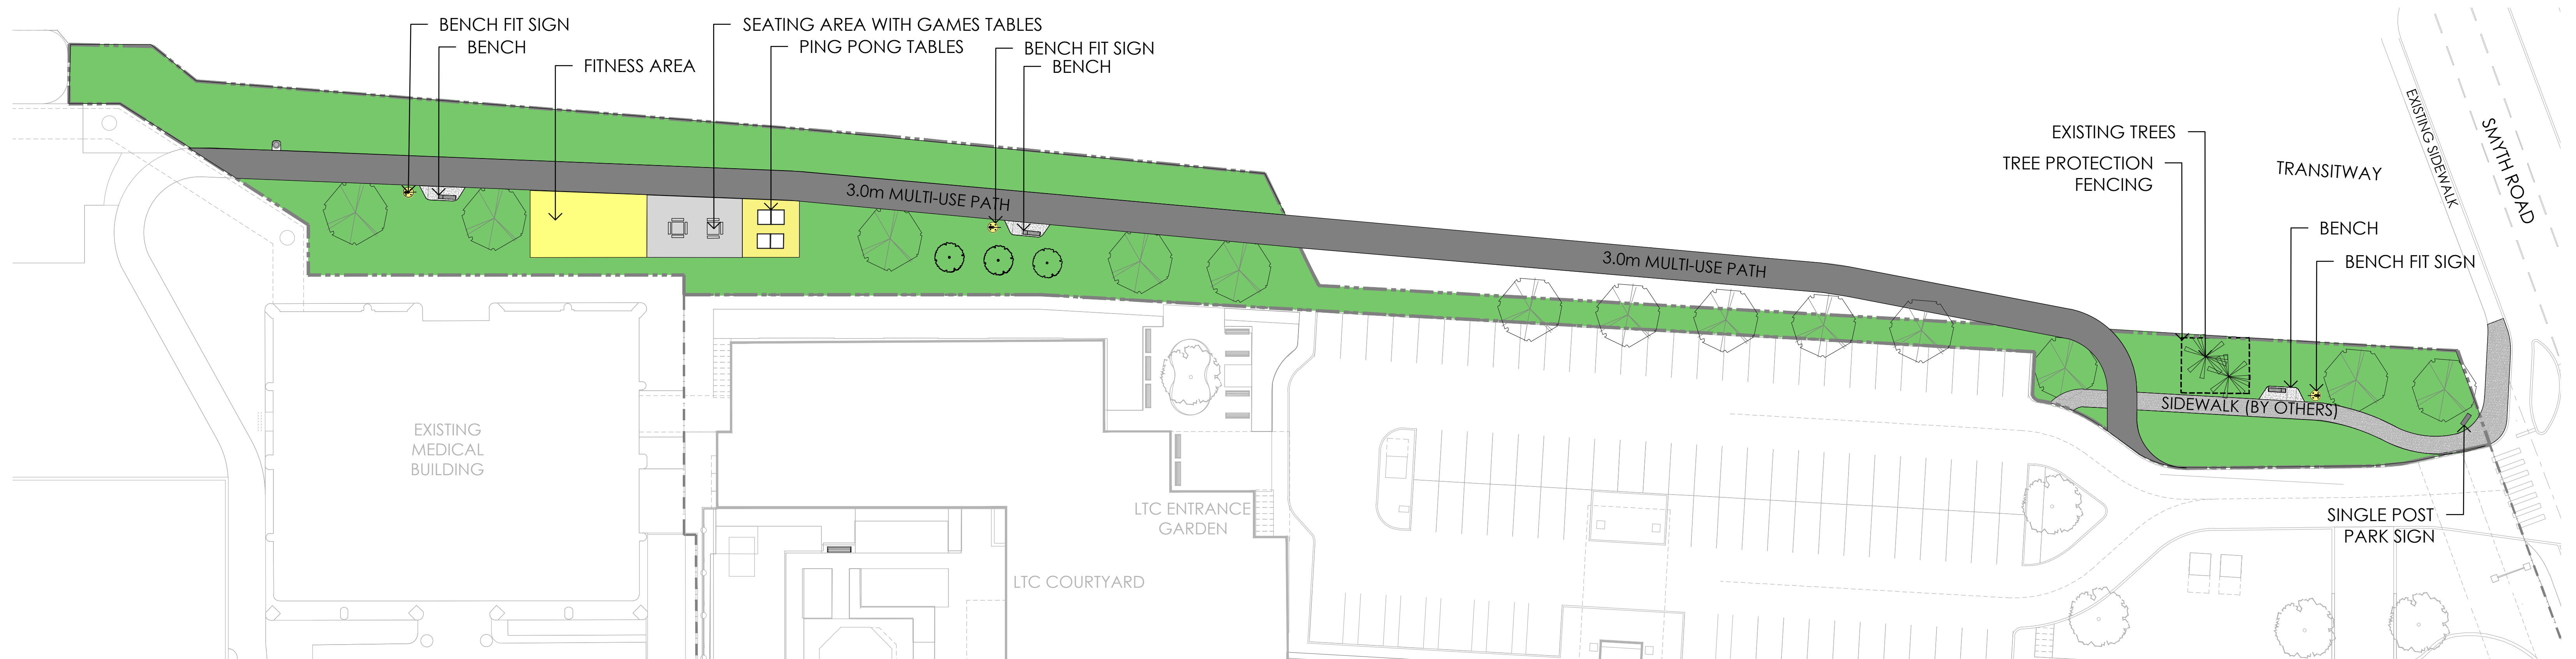 BENCH FIT SIGN
BENCH
FITNESS AREA
SEATING AREA WITH GAMES TABLES
PING PONG TABLES
BENCH FIT SIGN
BENCH
3.0m MULTI-USE PATH
3.0m MULTI-USE PATH
EXISTING TREES
TREE PROTECTION
FENCING
TRANSITWAY
EXISTING SIDEWALK
SMYTH ROAD
BENCH
BENCH FIT SIGN
SIDEWALK (BY OTHERS)
SINGLE POST
PARK SIGN
EXISTING
MEDICAL
BUILDING
LTC ENTRANCE
GARDEN
LTC COURTYARD